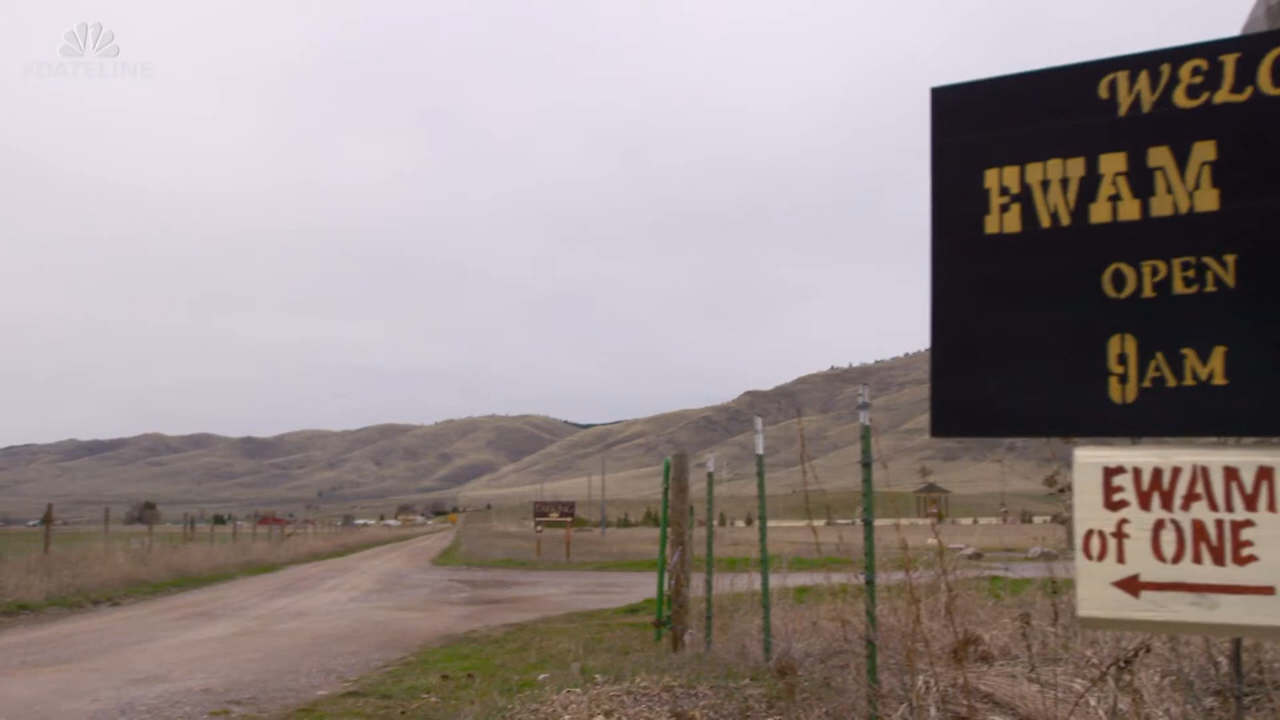 #DATELINE
WELC
EWAM
OPEN
9AM
EWAM
of ONE